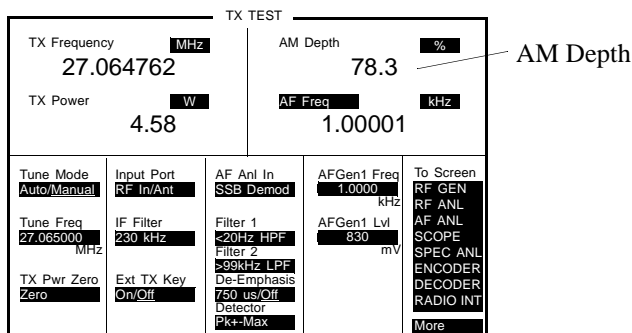 TX TEST
TX Frequency MHz
27.064762
TX Power W
4.58
AM Depth %
78.3
AF Freq kHz
1.00001
AM Depth
Tune Mode
Auto/Manual
Tune Freq
27.065000
MHz
TX Pwr Zero
Zero
Input Port
RF In/Ant
IF Filter
230 kHz
Ext TX Key
On/Off
AF Anl In
SSB Demod
Filter 1
<20Hz HPF
Filter 2
>99kHz LPF
De-Emphasis
750 us/Off
Detector
Pk+-Max
AFGen1 Freq
1.0000
kHz
AFGen1 Lvl
830
mV
To Screen
RF GEN
RF ANL
AF ANL
SCOPE
SPEC ANL
ENCODER
DECODER
RADIO INT
More